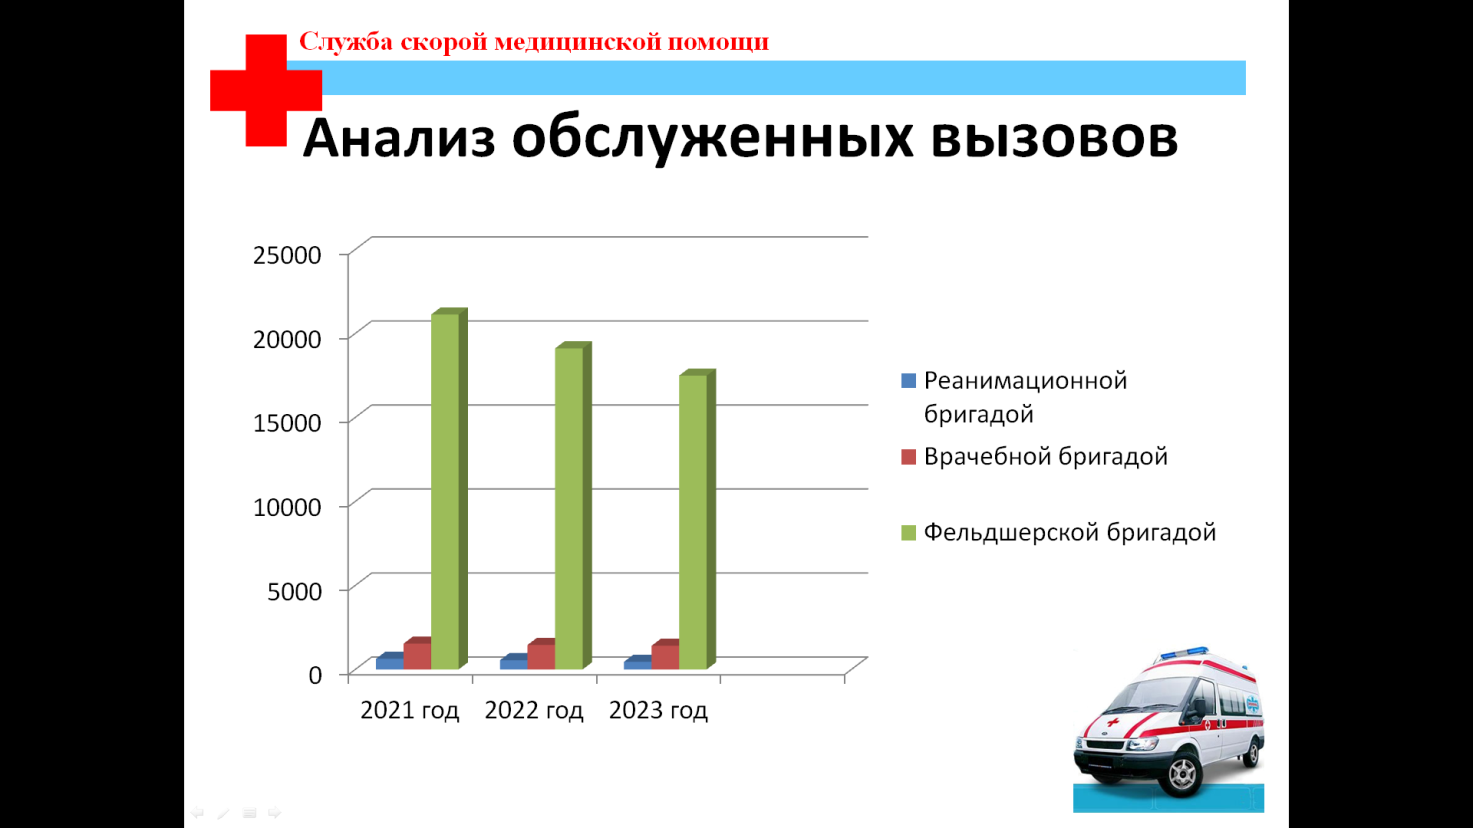 Служба скорой медицинской помощи
Анализ обслуженных вызовов
25000
20000
15000
10000
5000
0
2021 год 2022 год 2023 год
Реанимационной
бригадой
Врачебной бригадой
Фельдшерской бригадой